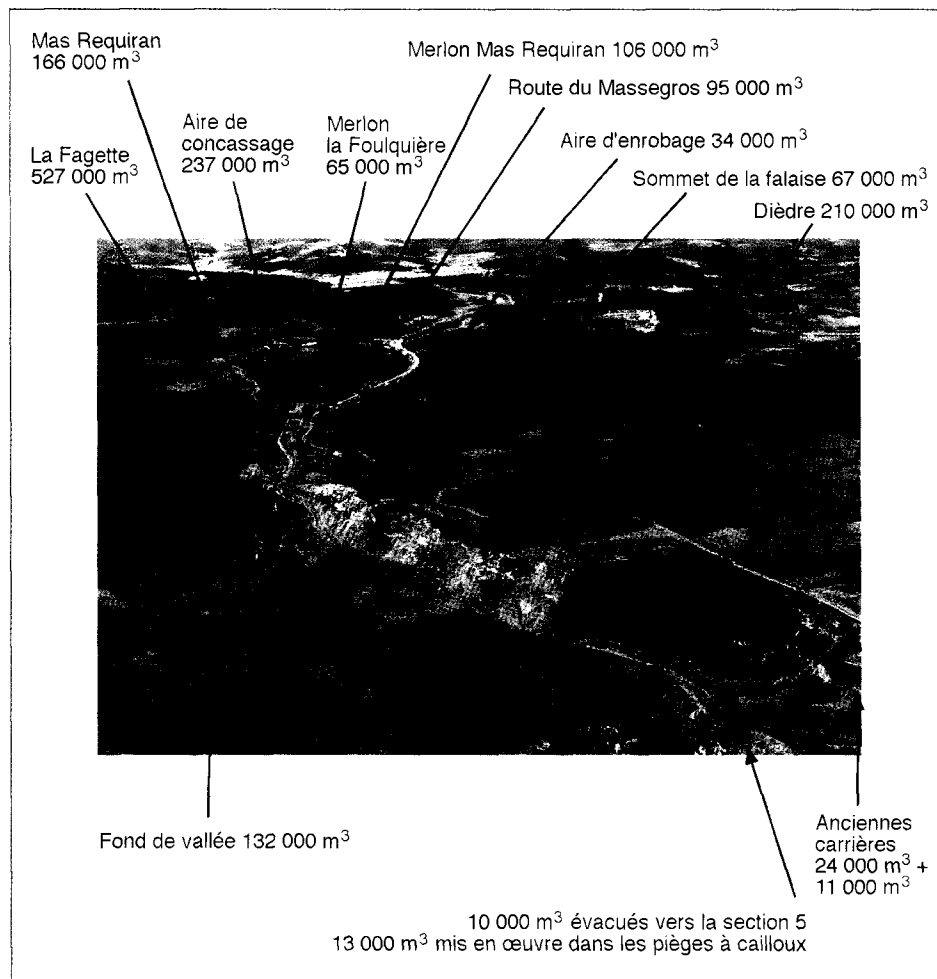 Mas Requiran
166 000 m³
Merlon Mas Requiran 106 000 m³
Route du Massegros 95 000 m³
Aire de
concassage
237 000 m³
Merlon
la Foulquière
65 000 m³
Aire d'enrobage 34 000 m³
La Fagette
527 000 m³
Sommet de la falaise 67 000 m³
Dièdre 210 000 m³
Fond de vallée 132 000 m³
Anciennes
carrières
24 000 m³ +
11 000 m³
10 000 m³ évacués vers la section 5
13 000 m³ mis en œuvre dans les pièges à cailloux